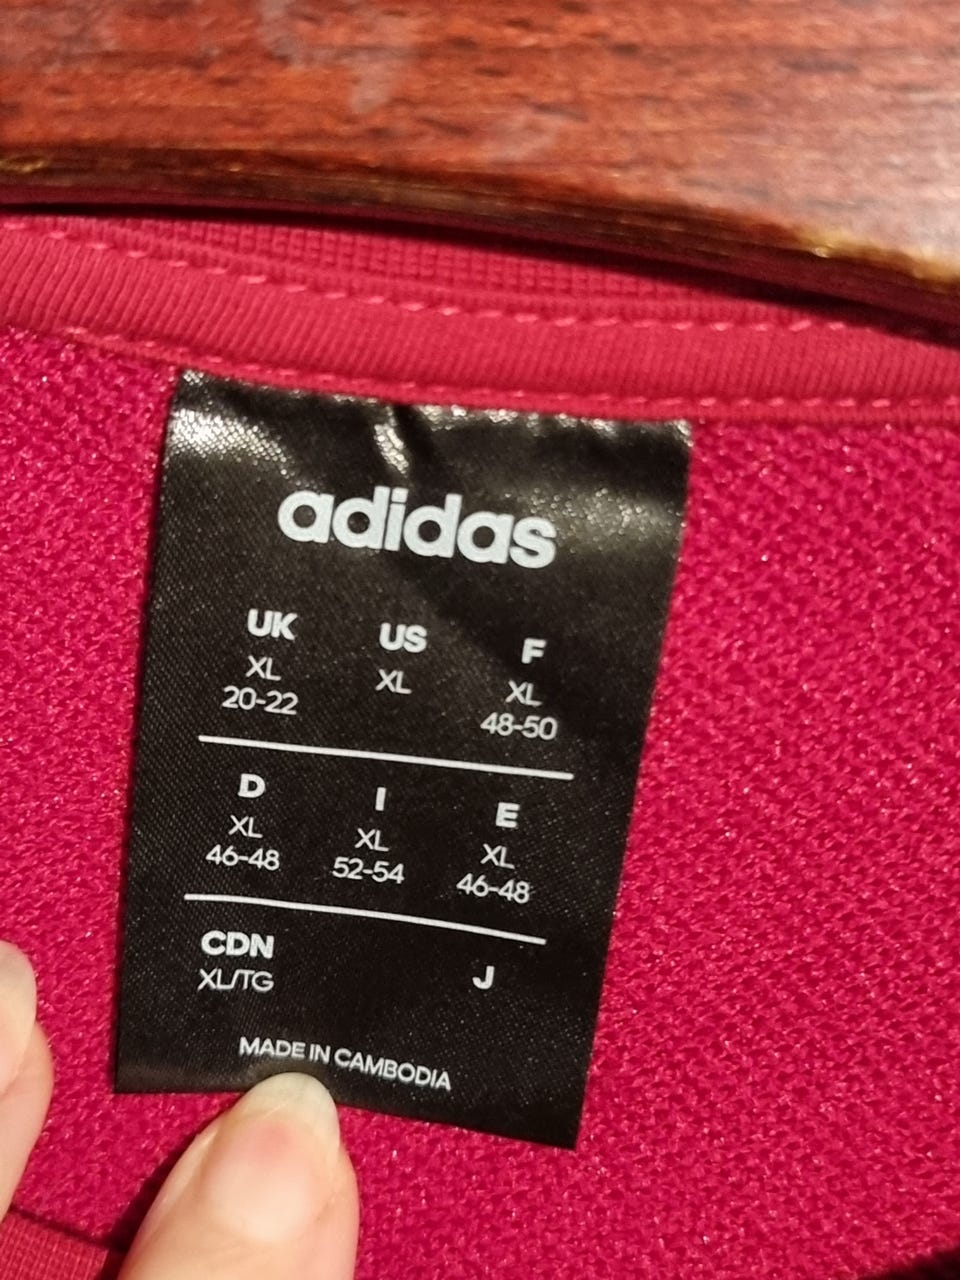 adidas
UK US F
XL XL XL
20-22 48-50
D I E
XL XL XL
46-48 52-54 46-48
CDN J
XL/TG
MADE IN CAMBODIA